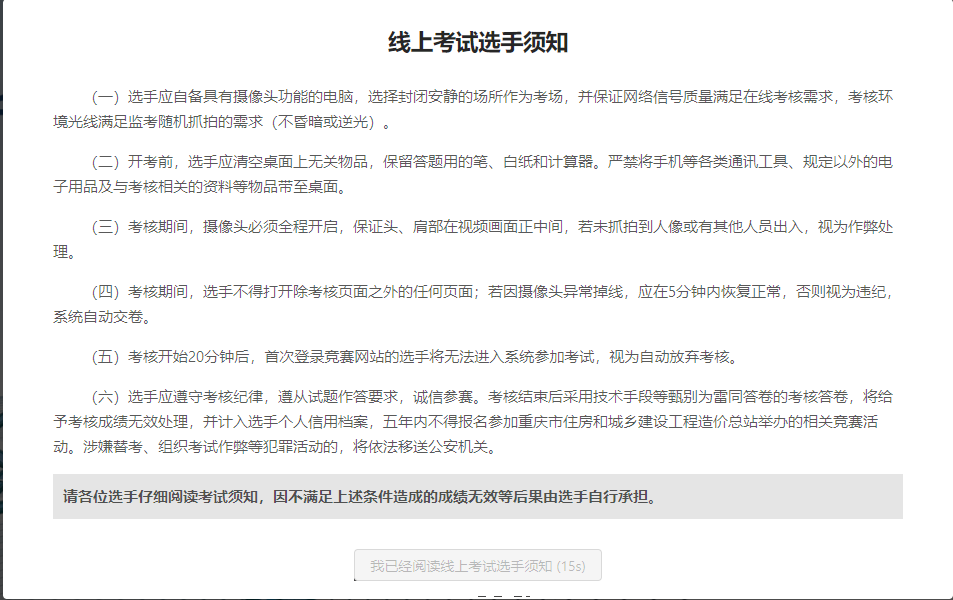 线上考试选手须知
（一）选手应自备具有摄像头功能的电脑，选择封闭安静的场所作为考场，并保证网络信号质量满足在线考核需求，考核环
境光线满足监考随机抓拍的需求（不昏暗或逆光）。
（二）开考前，选手应清空桌面上无关物品，保留答题用的笔、白纸和计算器。严禁将手机等各类通讯工具、规定以外的电
子用品及与考核相关的资料等物品带至桌面。
（三）考核期间，摄像头必须全程开启，保证头、肩部在视频画面正中间，若未抓拍到人像或有其他人员出入，视为作弊处
理。
（四）考核期间，选手不得打开除考核页面之外的任何页面；若因摄像头异常掉线，应在5分钟内恢复正常，否则视为违纪，
系统自动交卷。
（五）考核开始20分钟后，首次登录竞赛网站的选手将无法进入系统参加考试，视为自动放弃考核。
（六）选手应遵守考核纪律，遵从试题作答要求，诚信参赛。考核结束后采用技术手段等甄别为雷同答卷的考核答卷，将给
予考核成绩无效处理，并计入选手个人信用档案，五年内不得报名参加重庆市住房和城乡建设工程造价总站举办的相关竞赛活
动。涉嫌替考、组织考试作弊等犯罪活动的，将依法移送公安机关。
请各位选手仔细阅读考试须知，因不满足上述条件造成的成绩无效等后果由选手自行承担。
我已经阅读线上考试选手须知 (15s)